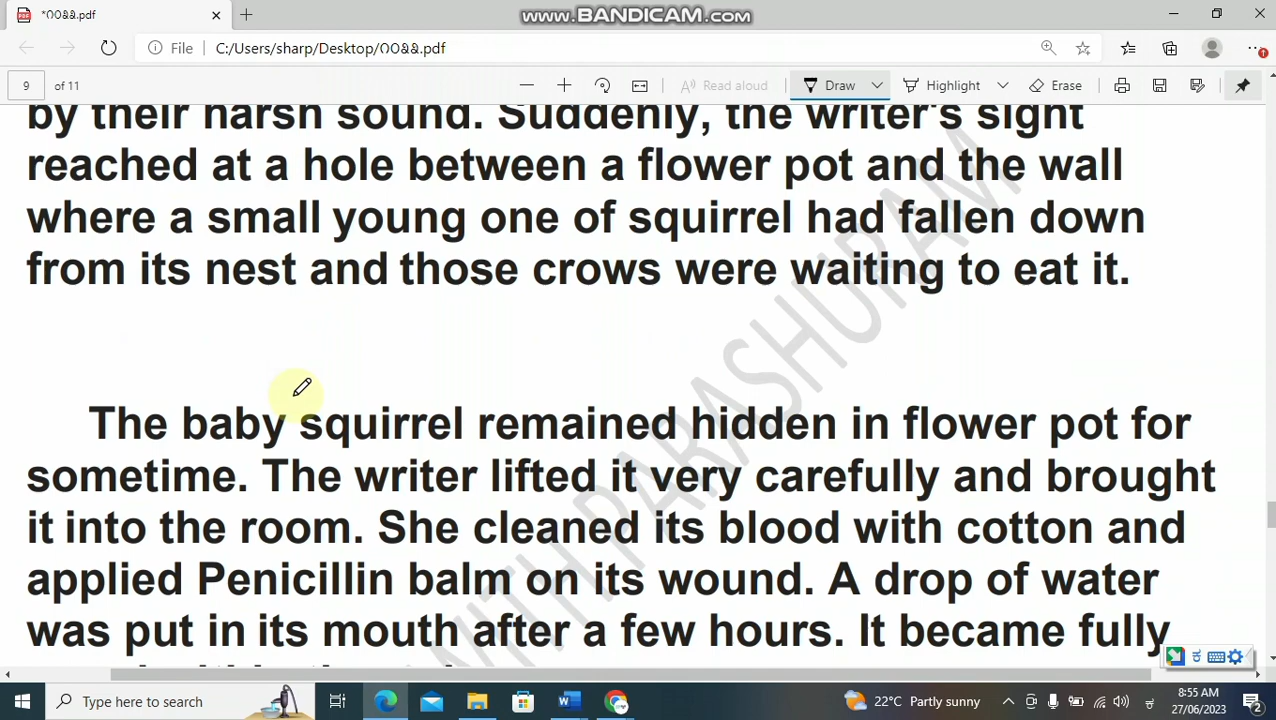 *OO&&.pdf
www.BANDICAM.com
File
C:/Users/sharp/Desktop/OO&&.pdf
9 of 11
Read aloud
Draw
Highlight
Erase
by their harsh sound. Suddenly, the writer's sight
reached at a hole between a flower pot and the wall
where a small young one of squirrel had fallen down
from its nest and those crows were waiting to eat it.
The baby squirrel remained hidden in flower pot for
sometime. The writer lifted it very carefully and brought
it into the room. She cleaned its blood with cotton and
applied Penicillin balm on its wound. A drop of water
was put in its mouth after a few hours. It became fully
WITH PARASHURAM
Type here to search
22°C Partly sunny
8:55 AM
27/06/2023